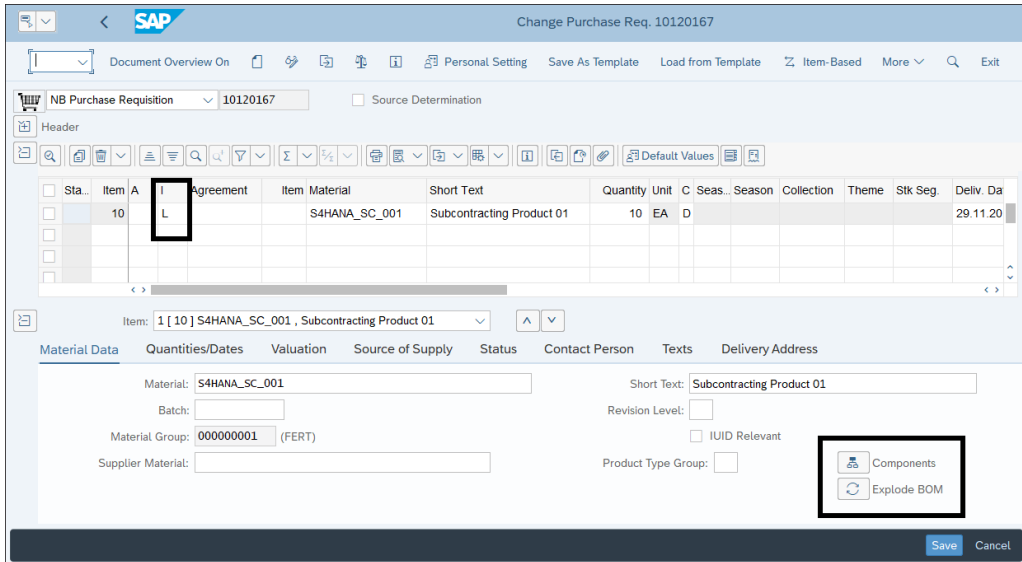 SAP Change Purchase Req. 10120167
Document Overview On Personal Setting Save As Template Load from Template Item-Based More Exit
NB Purchase Requisition 10120167 Source Determination
Header
Default Values
Sta... Item A I Agreement Item Material Short Text Quantity Unit C Seas... Season Collection Theme Stk Seg. Deliv. Da
10 L S4HANA_SC_001 Subcontracting Product 01 10 EA D 29.11.20
Item: 1 [ 10 ] S4HANA_SC_001 , Subcontracting Product 01
Material Data Quantities/Dates Valuation Source of Supply Status Contact Person Texts Delivery Address
Material: S4HANA_SC_001 Short Text: Subcontracting Product 01
Batch: Revision Level:
Material Group: 000000001 (FERT) IUID Relevant
Supplier Material: Product Type Group: Components
Explode BOM
Save Cancel